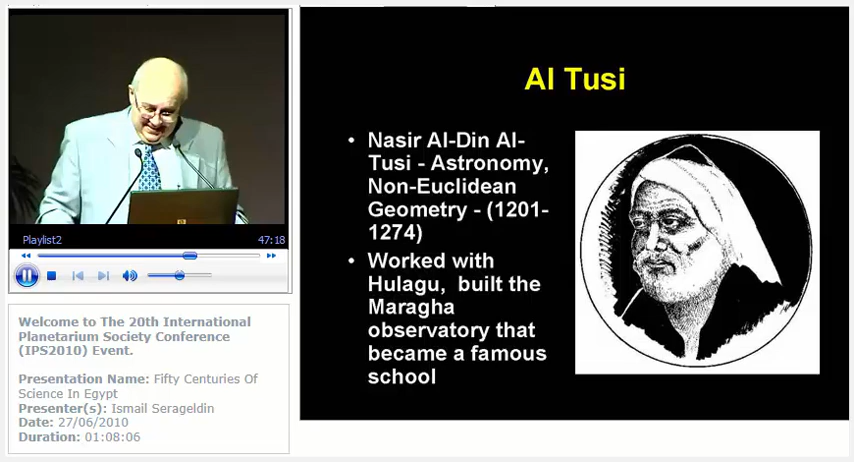 Playlist2 47:18
Welcome to The 20th International
Planetarium Society Conference
(IPS2010) Event.
Presentation Name: Fifty Centuries Of
Science In Egypt
Presenter(s): Ismail Serageldin
Date: 27/06/2010
Duration: 01:08:06
Al Tusi
• Nasir Al-Din Al-
Tusi - Astronomy,
Non-Euclidean
Geometry - (1201-
1274)
• Worked with
Hulagu, built the
Maragha
observatory that
became a famous
school